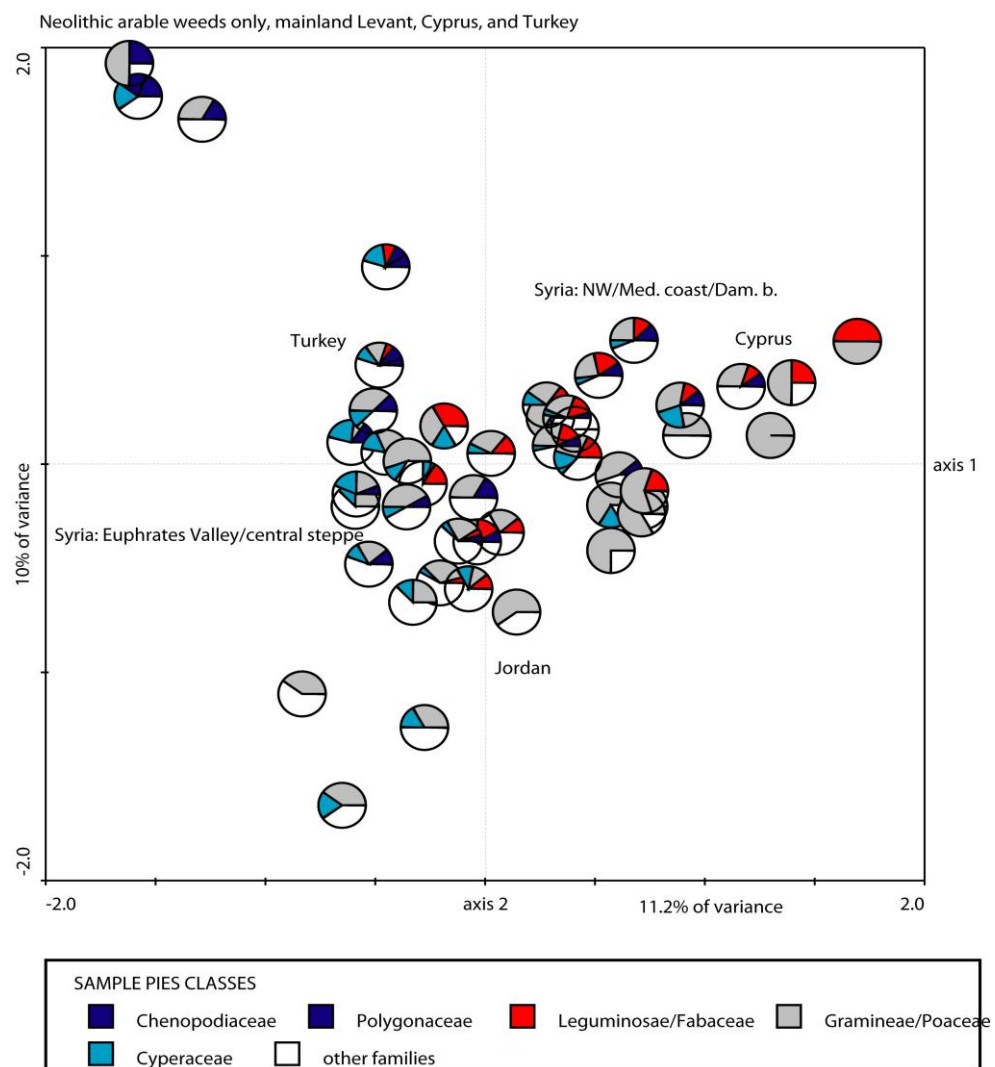 Neolithic arable weeds only, mainland Levant, Cyprus, and Turkey
2.0
Syria: NW/Med. coast/Dam. b.
Turkey
Cyprus
axis 1
Syria: Euphrates Valley/central steppe
10% of variance
Jordan
-2.0
-2.0 axis 2 11.2% of variance 2.0
SAMPLE PIES CLASSES
Chenopodiaceae Polygonaceae Leguminosae/Fabaceae Gramineae/Poaceae
Cyperaceae other families